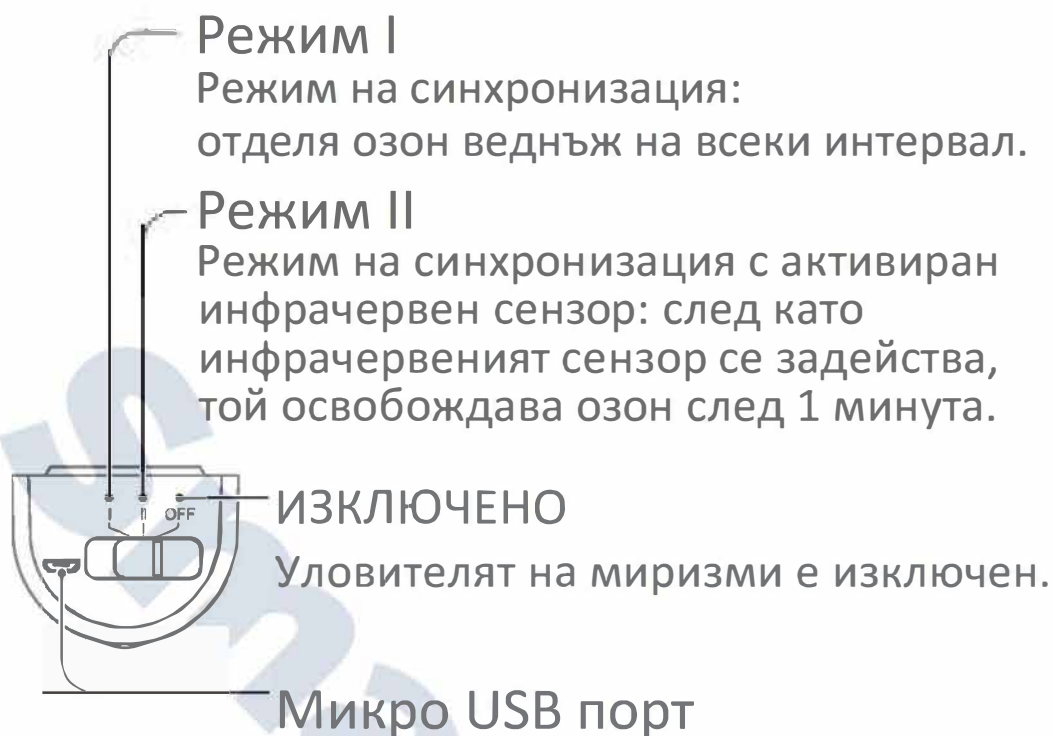 Режим I
Режим на синхронизация:
отделя озон веднъж на всеки интервал.
Режим II
Режим на синхронизация с активиран
инфрачервен сензор: след като
инфрачервеният сензор се задейства,
той освобождава озон след 1 минута.
I II OFF
ИЗКЛЮЧЕНО
Уловителят на миризми е изключен.
Микро USB порт